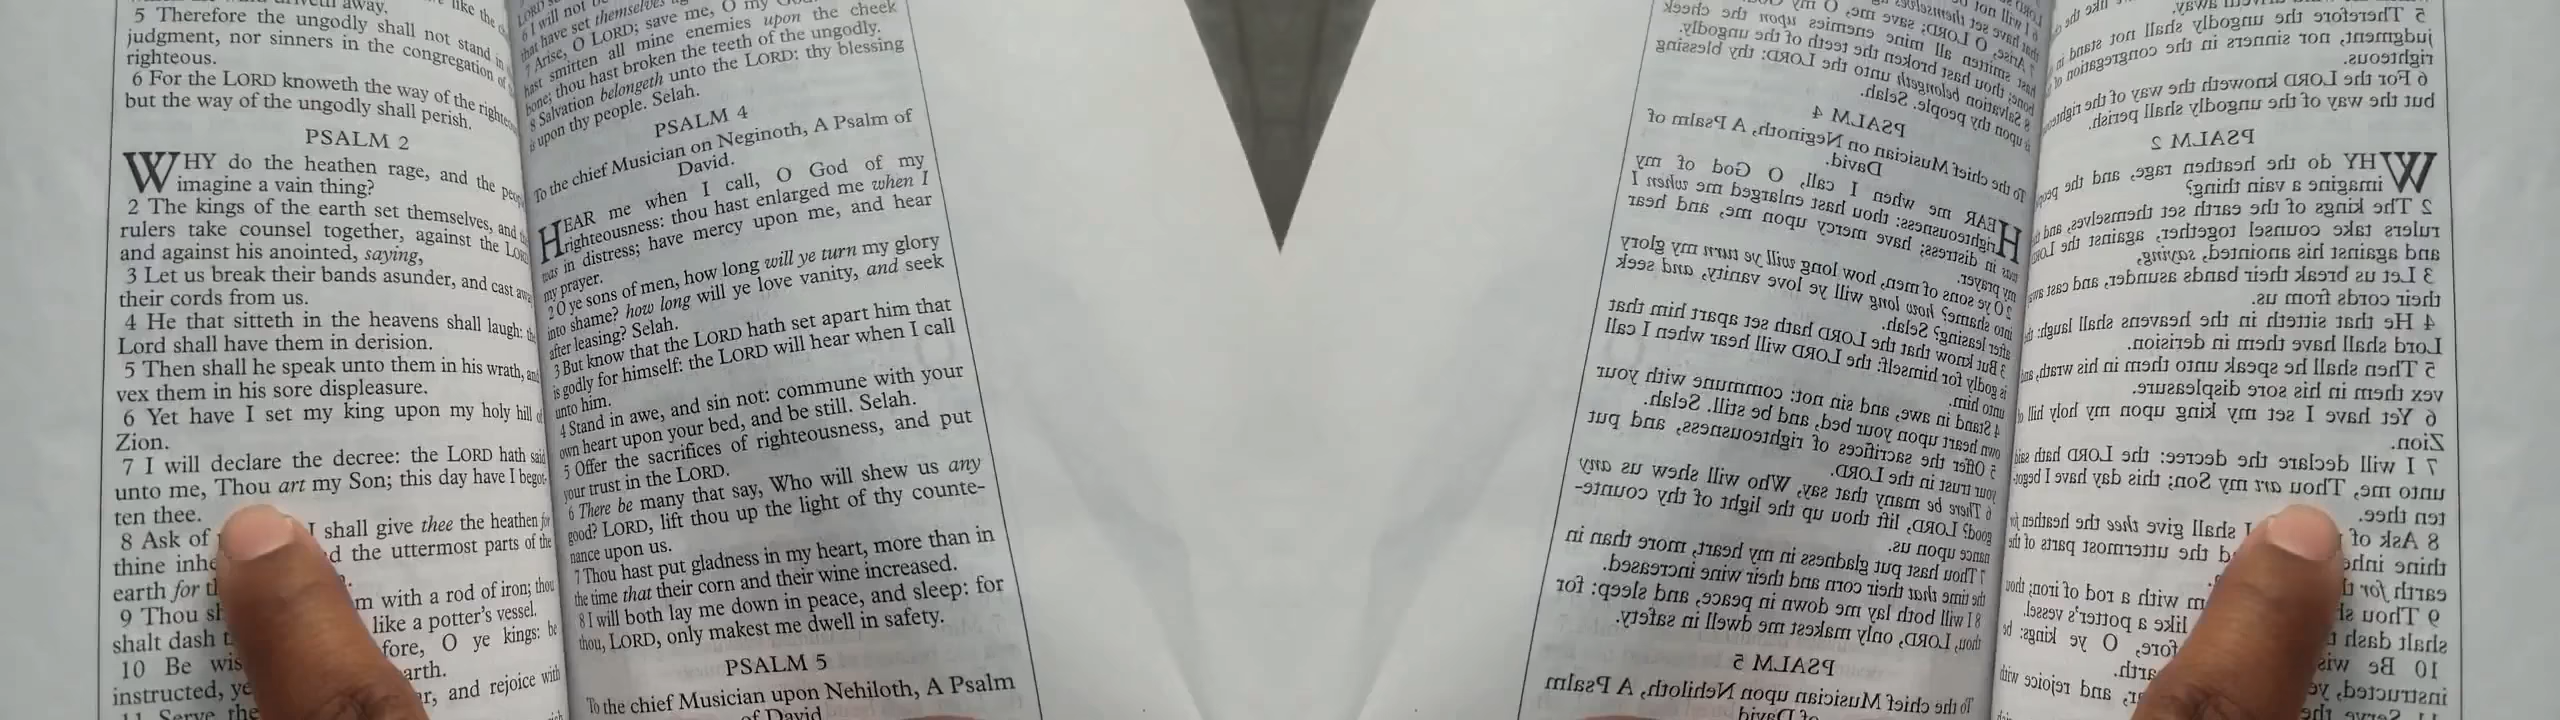 5 Therefore the ungodly shall not stand in
judgment, nor sinners in the congregation of
righteous.
6 For the LORD knoweth the way of the
but the way of the ungodly shall perish.
PSALM 2
WHY do the heathen rage, and the
imagine a vain thing?
2 The kings of the earth set themselves, and
rulers take counsel together, against the LORD
and against his anointed, saying,
3 Let us break their bands asunder, and cast
their cords from us.
4 He that sitteth in the heavens shall laugh:
Lord shall have them in derision.
5 Then shall he speak unto them in his wrath, and
vex them in his sore displeasure.
6 Yet have I set my king upon my holy hill
Zion.
7 I will declare the decree: the LORD hath said
unto me, Thou art my Son; this day have I begot-
ten thee.
8 Ask of I shall give thee the heathen for
thine the uttermost parts of the
earth for
9 Thou with a rod of iron; thou
shalt dash like a potter's vessel.
10 Be O ye kings: be
instructed, ye
and rejoice with
11 Serve the
6 I will not
that have set themselves
7 Arise, O LORD; save me, O my
hast smitten all mine enemies upon the cheek
bone; thou hast broken the teeth of the ungodly.
8 Salvation belongeth unto the LORD: thy blessing
is upon thy people. Selah.
PSALM 4
To the chief Musician on Neginoth, A Psalm of
David.
HEAR me when I call, O God of my
righteousness: thou hast enlarged me when I
was in distress; have mercy upon me, and hear
my prayer.
2 O ye sons of men, how long will ye turn my glory
into shame? how long will ye love vanity, and seek
after leasing? Selah.
3 But know that the LORD hath set apart him that
is godly for himself: the LORD will hear when I call
unto him.
4 Stand in awe, and sin not: commune with your
own heart upon your bed, and be still. Selah.
5 Offer the sacrifices of righteousness, and put
your trust in the LORD.
6 There be many that say, Who will shew us any
good? LORD, lift thou up the light of thy counte-
nance upon us.
7 Thou hast put gladness in my heart, more than in
the time that their corn and their wine increased.
8 I will both lay me down in peace, and sleep: for
thou, LORD, only makest me dwell in safety.
PSALM 5
To the chief Musician upon Nehiloth, A Psalm
of David